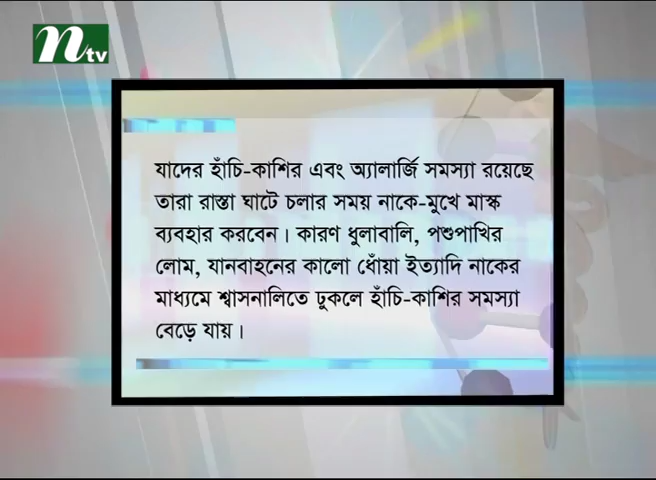 ntv
যাদের হাঁচি-কাশির এবং অ্যালার্জি সমস্যা রয়েছে
তারা রাস্তা ঘাটে চলার সময় নাকে-মুখে মাস্ক
ব্যবহার করবেন। কারণ ধুলাবালি, পশুপাখির
লোম, যানবাহনের কালো ধোঁয়া ইত্যাদি নাকের
মাধ্যমে শ্বাসনালিতে ঢুকলে হাঁচি-কাশির সমস্যা
বেড়ে যায়।